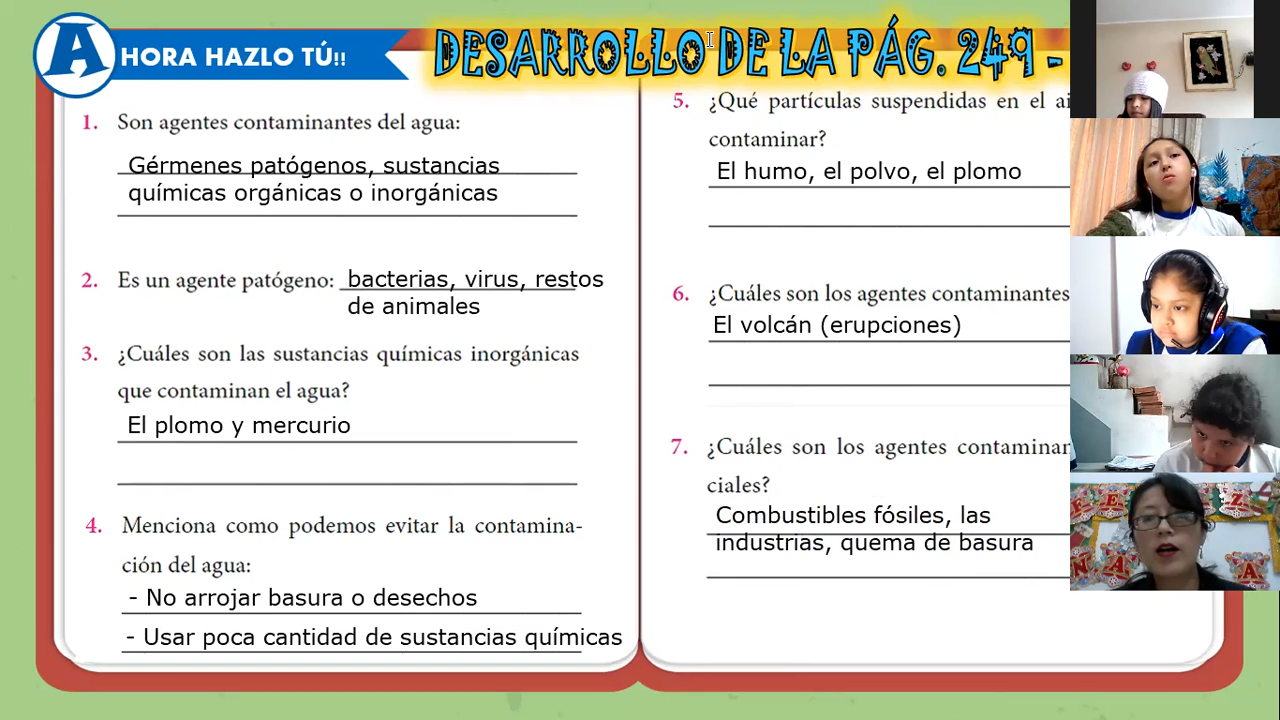 AHORA HAZLO TÚ!!
DESARROLLO DE LA PÁG. 249 -
1. Son agentes contaminantes del agua:
Gérmenes patógenos, sustancias
químicas orgánicas o inorgánicas
2. Es un agente patógeno: bacterias, virus, restos
de animales
3. ¿Cuáles son las sustancias químicas inorgánicas
que contaminan el agua?
El plomo y mercurio
4. Menciona como podemos evitar la contamina-
ción del agua:
- No arrojar basura o desechos
- Usar poca cantidad de sustancias químicas
5. ¿Qué partículas suspendidas en el ai
contaminar?
El humo, el polvo, el plomo
6. ¿Cuáles son los agentes contaminantes
El volcán (erupciones)
7. ¿Cuáles son los agentes contaminan
ciales?
Combustibles fósiles, las
industrias, quema de basura